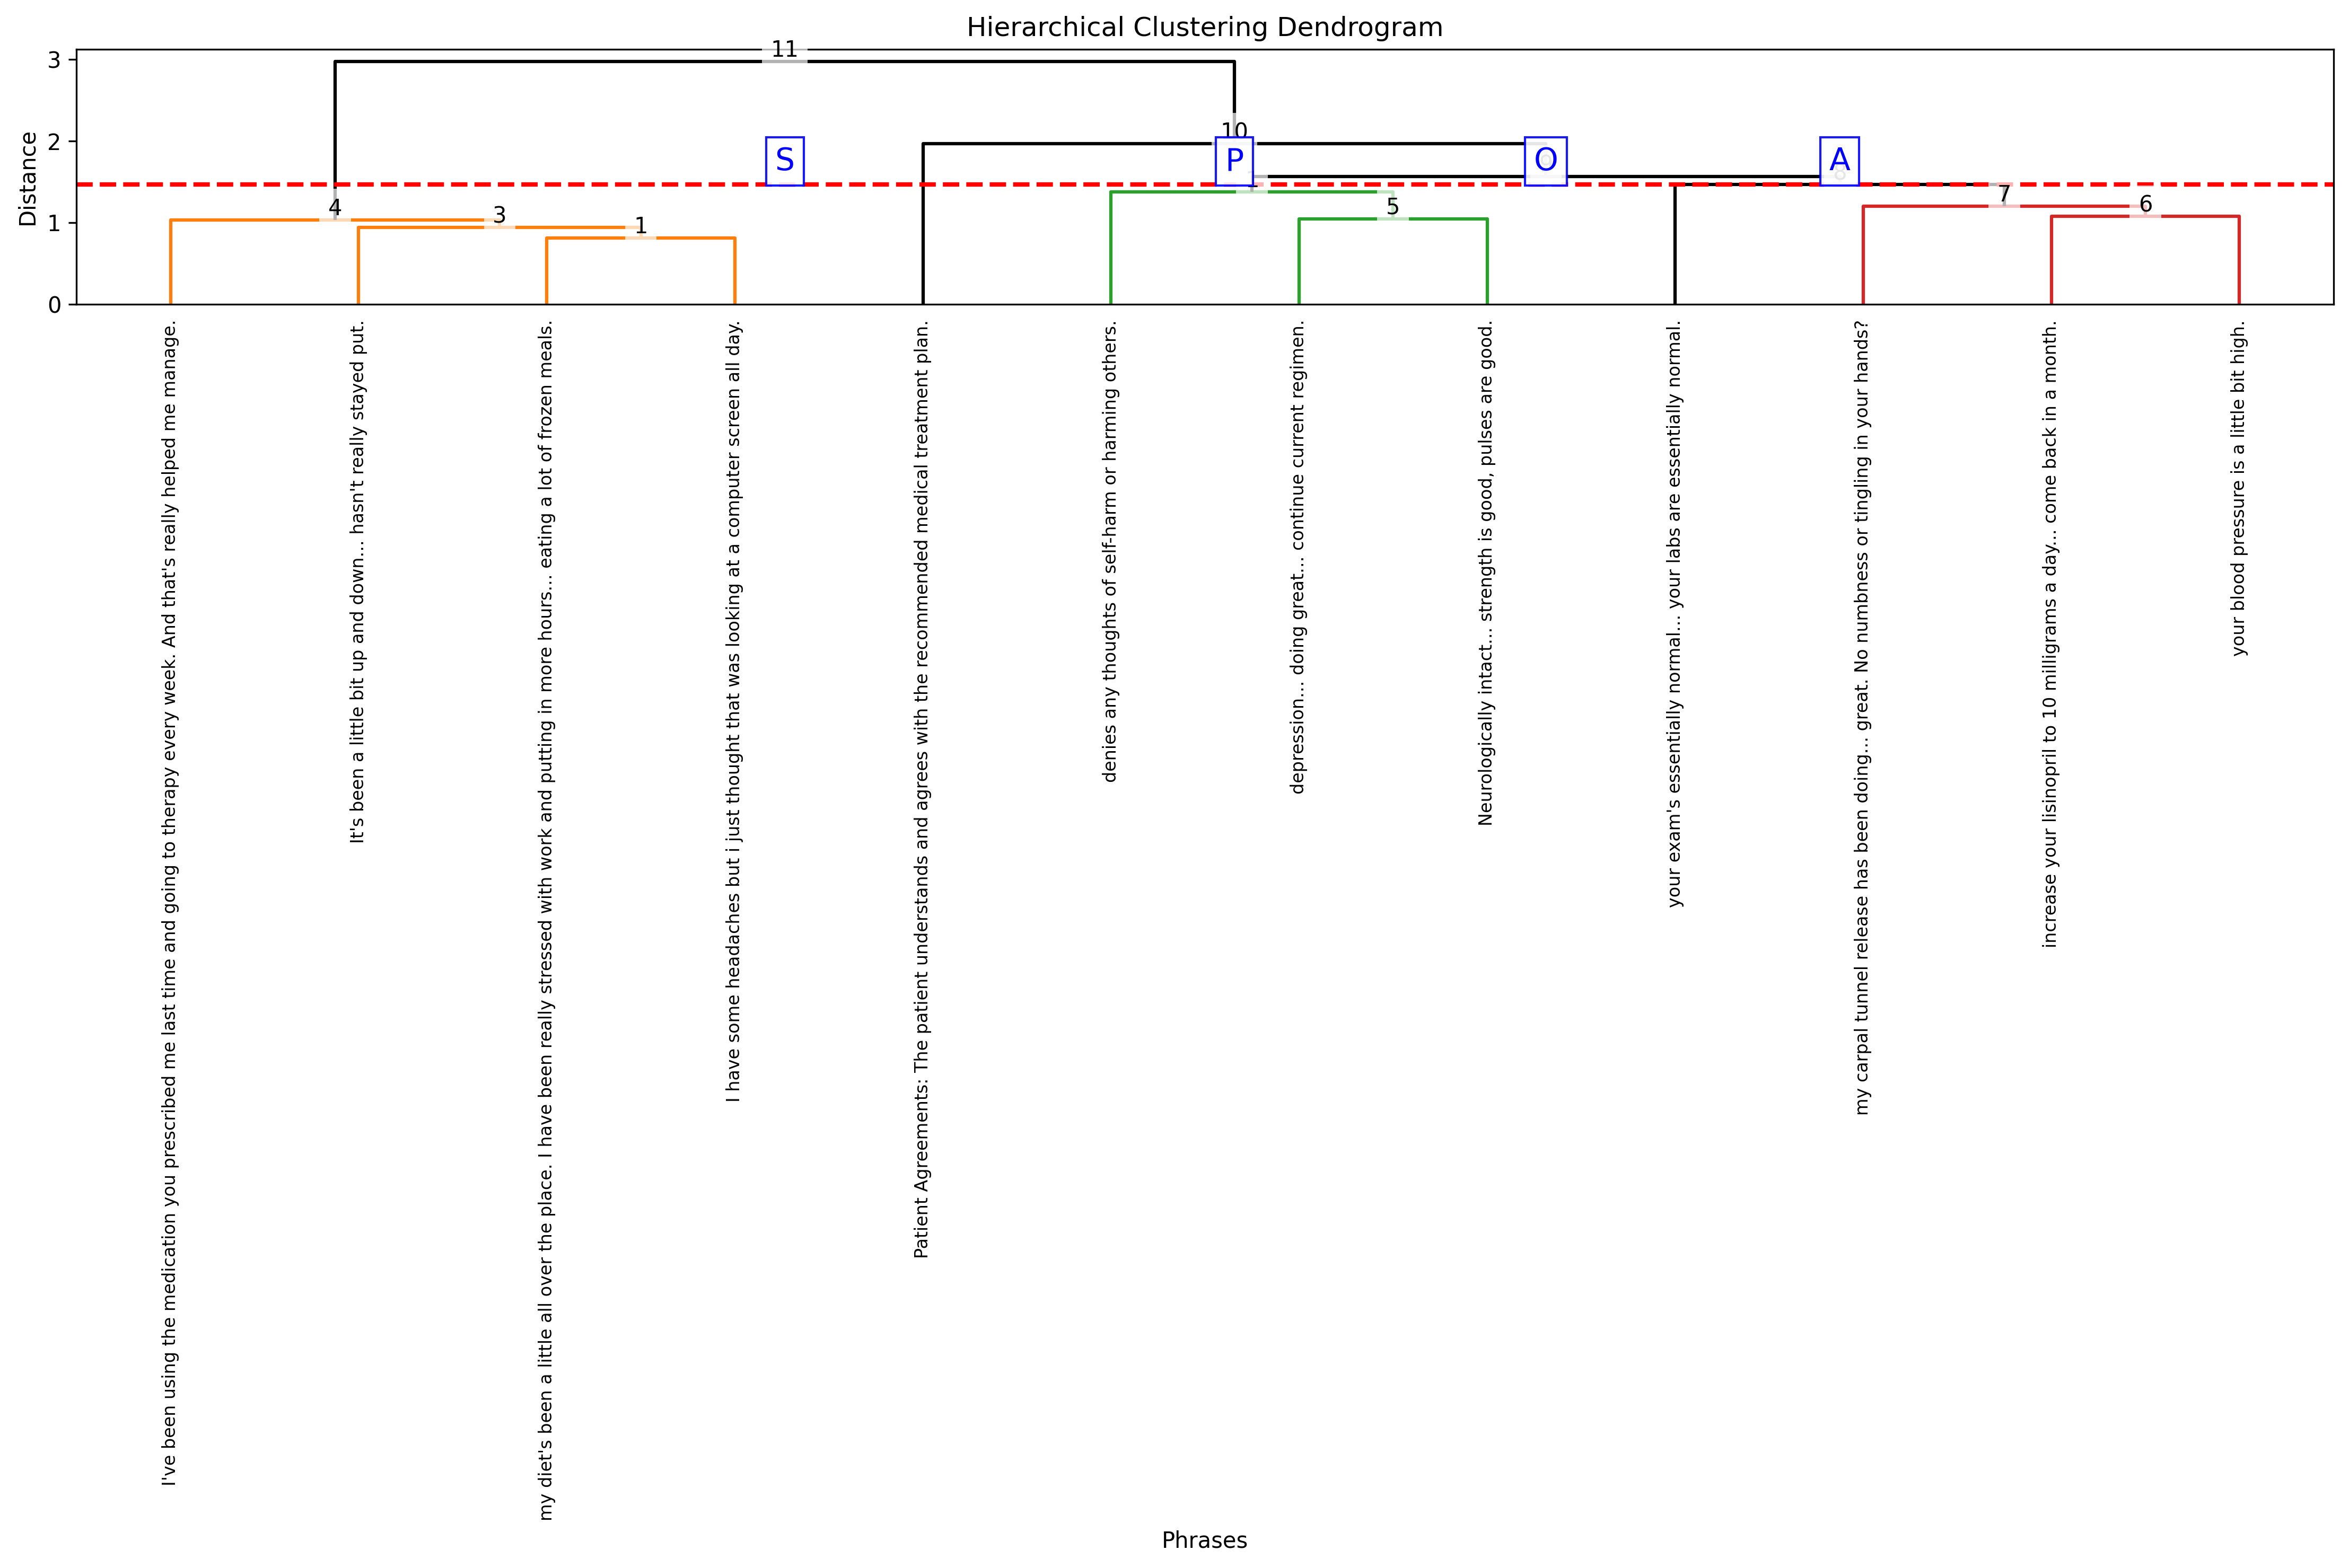 Hierarchical Clustering Dendrogram
11
3
10
2
S
P
O
A
Distance
4
3
1
5
7
6
1
0
I've been using the medication you prescribed me last time and going to therapy every week. And that's really helped me manage.
It's been a little bit up and down... hasn't really stayed put.
my diet's been a little all over the place. I have been really stressed with work and putting in more hours... eating a lot of frozen meals.
I have some headaches but i just thought that was looking at a computer screen all day.
Patient Agreements: The patient understands and agrees with the recommended medical treatment plan.
denies any thoughts of self-harm or harming others.
depression... doing great... continue current regimen.
Neurologically intact... strength is good, pulses are good.
your exam's essentially normal... your labs are essentially normal.
my carpal tunnel release has been doing... great. No numbness or tingling in your hands?
increase your lisinopril to 10 milligrams a day... come back in a month.
your blood pressure is a little bit high.
Phrases